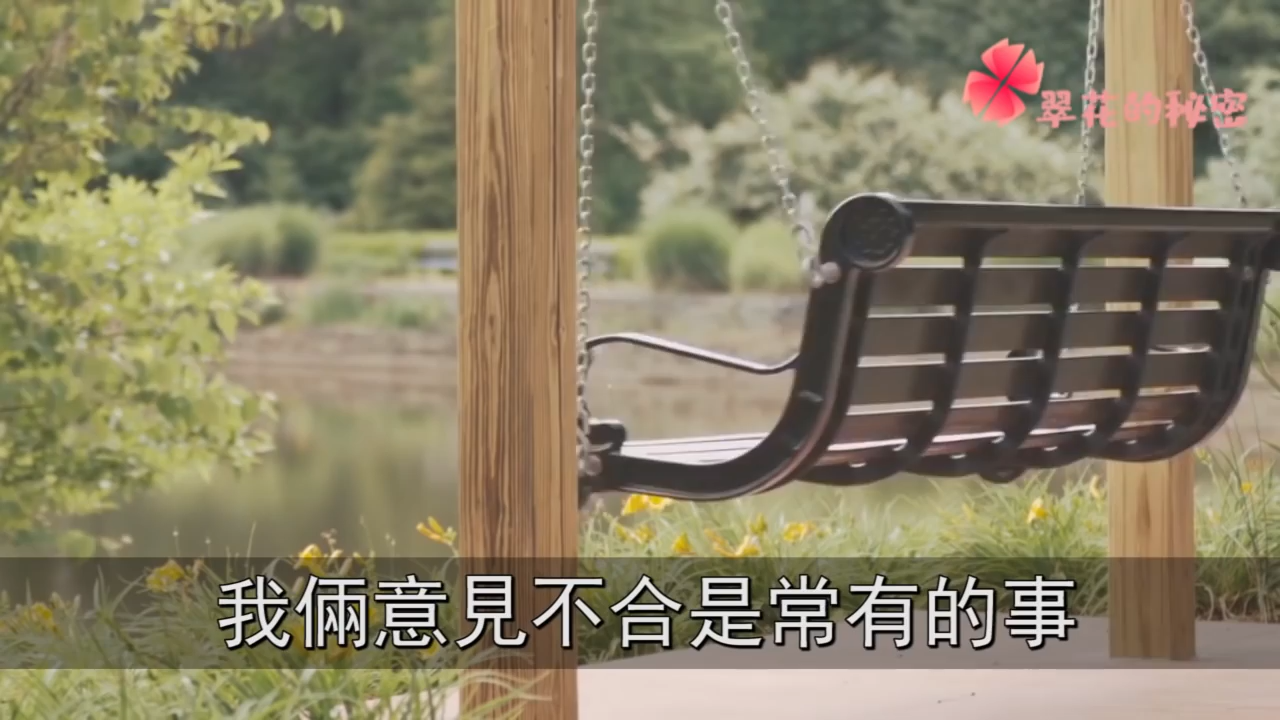 翠花的秘密
我倆意見不合是常有的事